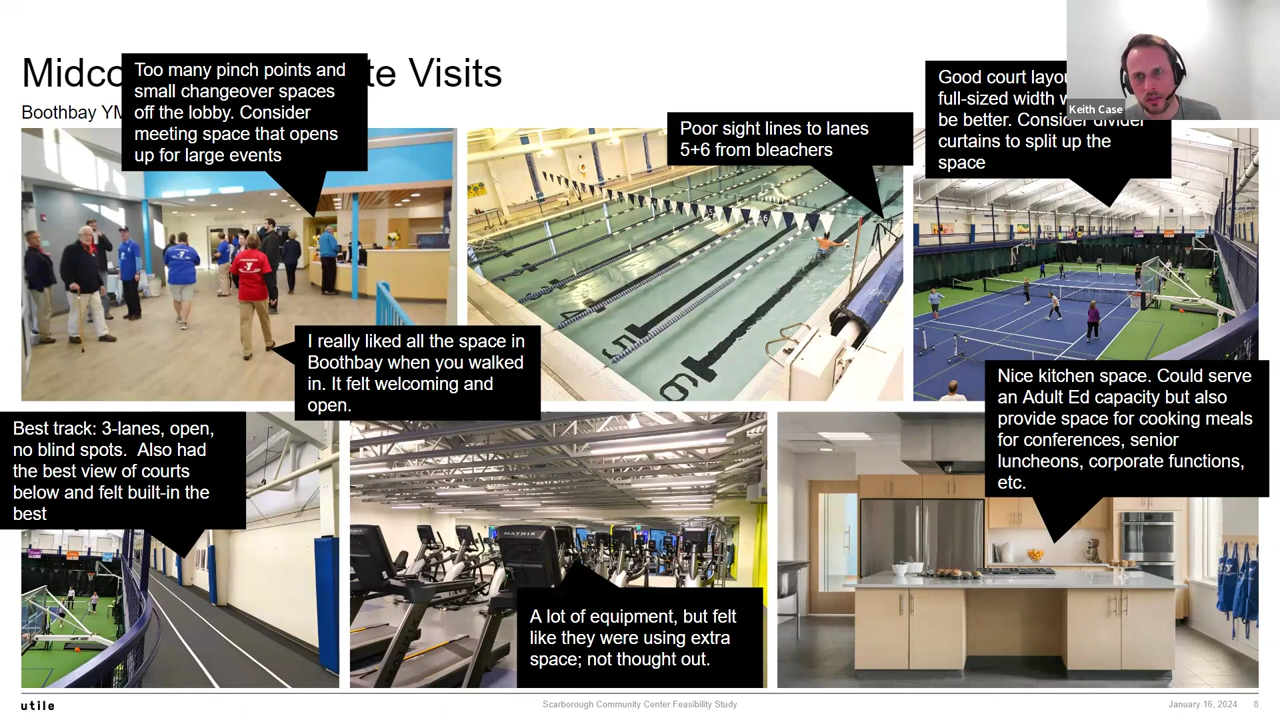 Midco
te Visits
Boothbay YM
Too many pinch points and
small changeover spaces
off the lobby. Consider
meeting space that opens
up for large events
Poor sight lines to lanes
5+6 from bleachers
Good court layou
full-sized width w
be better. Consider divider
curtains to split up the
space
Keith Case
I really liked all the space in
Boothbay when you walked
in. It felt welcoming and
open.
Nice kitchen space. Could serve
an Adult Ed capacity but also
provide space for cooking meals
for conferences, senior
luncheons, corporate functions,
etc.
Best track: 3-lanes, open,
no blind spots. Also had
the best view of courts
below and felt built-in the
best
MATRIX
A lot of equipment, but felt
like they were using extra
space; not thought out.
4
5
6
utile
Scarborough Community Center Feasibility Study
January 16, 2024
8